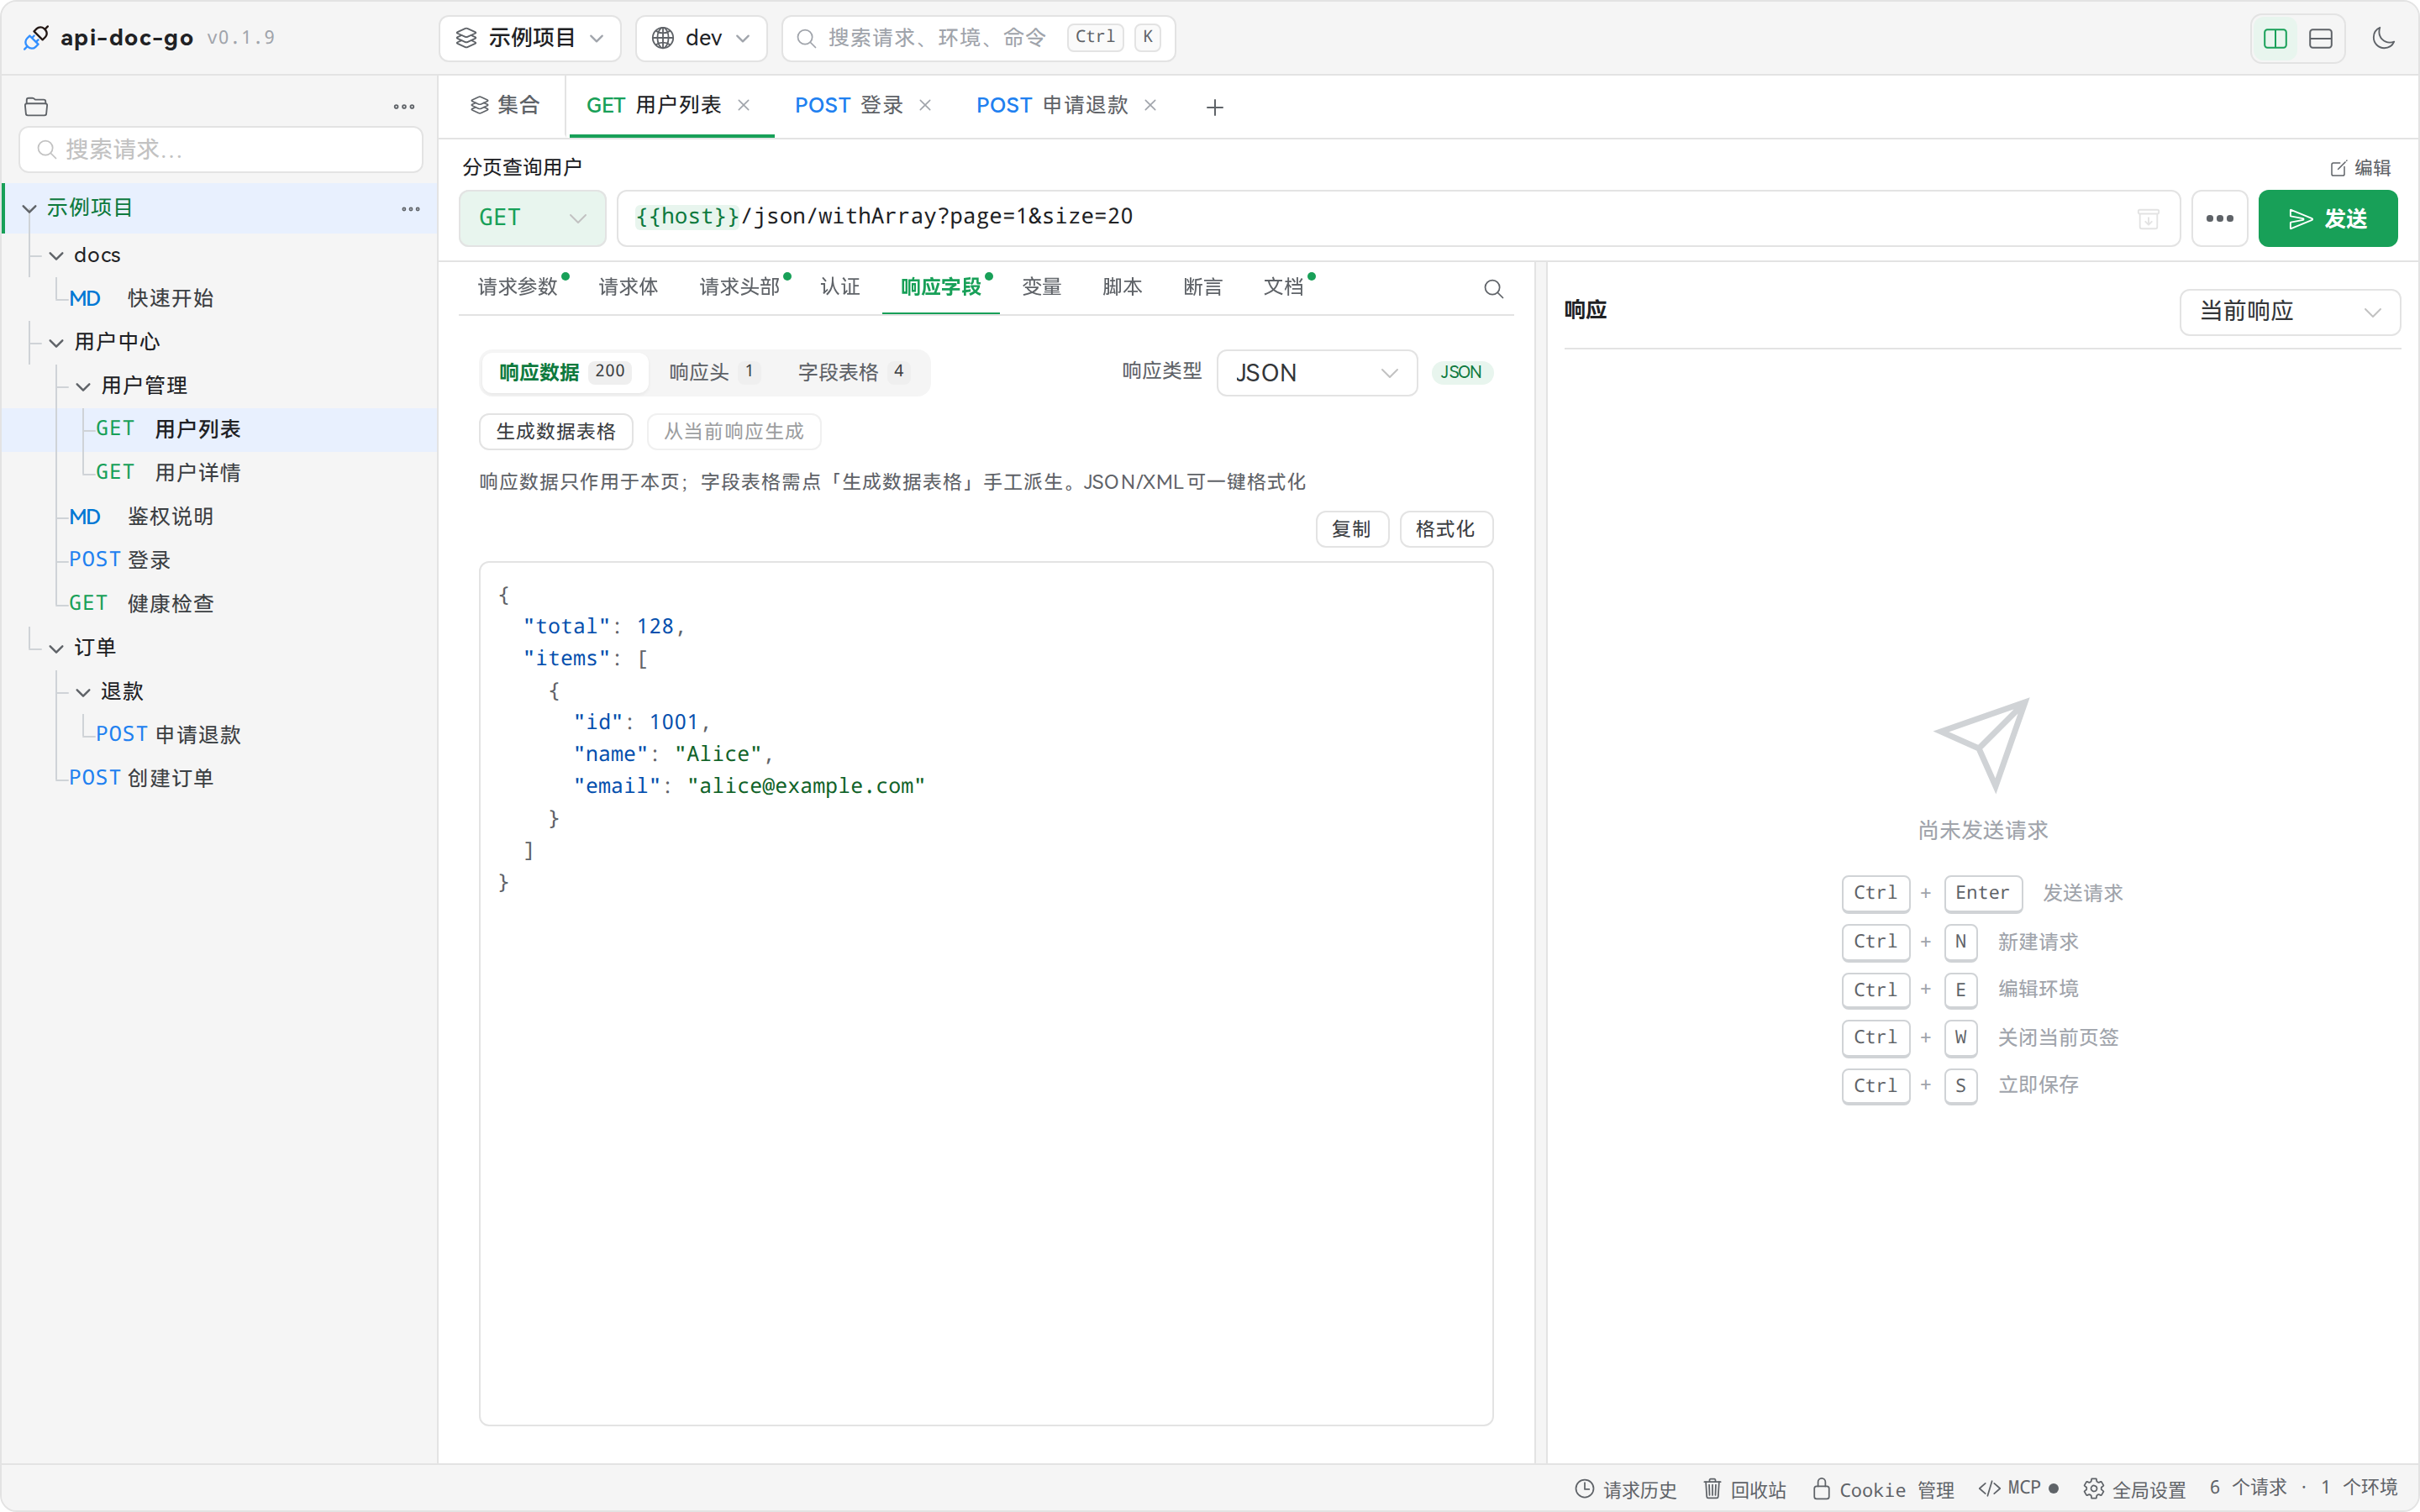 api-doc-go v0.1.9
示例项目
dev
搜索请求、环境、命令 Ctrl K
搜索请求...
示例项目
docs
MD 快速开始
用户中心
用户管理
GET 用户列表
GET 用户详情
MD 鉴权说明
POST 登录
GET 健康检查
订单
退款
POST 申请退款
POST 创建订单
集合
GET 用户列表
POST 登录
POST 申请退款
分页查询用户
编辑
GET
{{host}}/json/withArray?page=1&size=20
发送
请求参数 请求体 请求头部 认证 响应字段 变量 脚本 断言 文档
响应数据 200 响应头 1 字段表格 4
响应类型 JSON JSON
生成数据表格 从当前响应生成
响应数据只作用于本页；字段表格需点「生成数据表格」手工派生。JSON/XML可一键格式化
复制 格式化
{
"total": 128,
"items": [
{
"id": 1001,
"name": "Alice",
"email": "alice@example.com"
}
]
}
响应
当前响应
尚未发送请求
Ctrl + Enter 发送请求
Ctrl + N 新建请求
Ctrl + E 编辑环境
Ctrl + W 关闭当前页签
Ctrl + S 立即保存
请求历史 回收站 Cookie 管理 </> MCP 全局设置 6 个请求 · 1 个环境